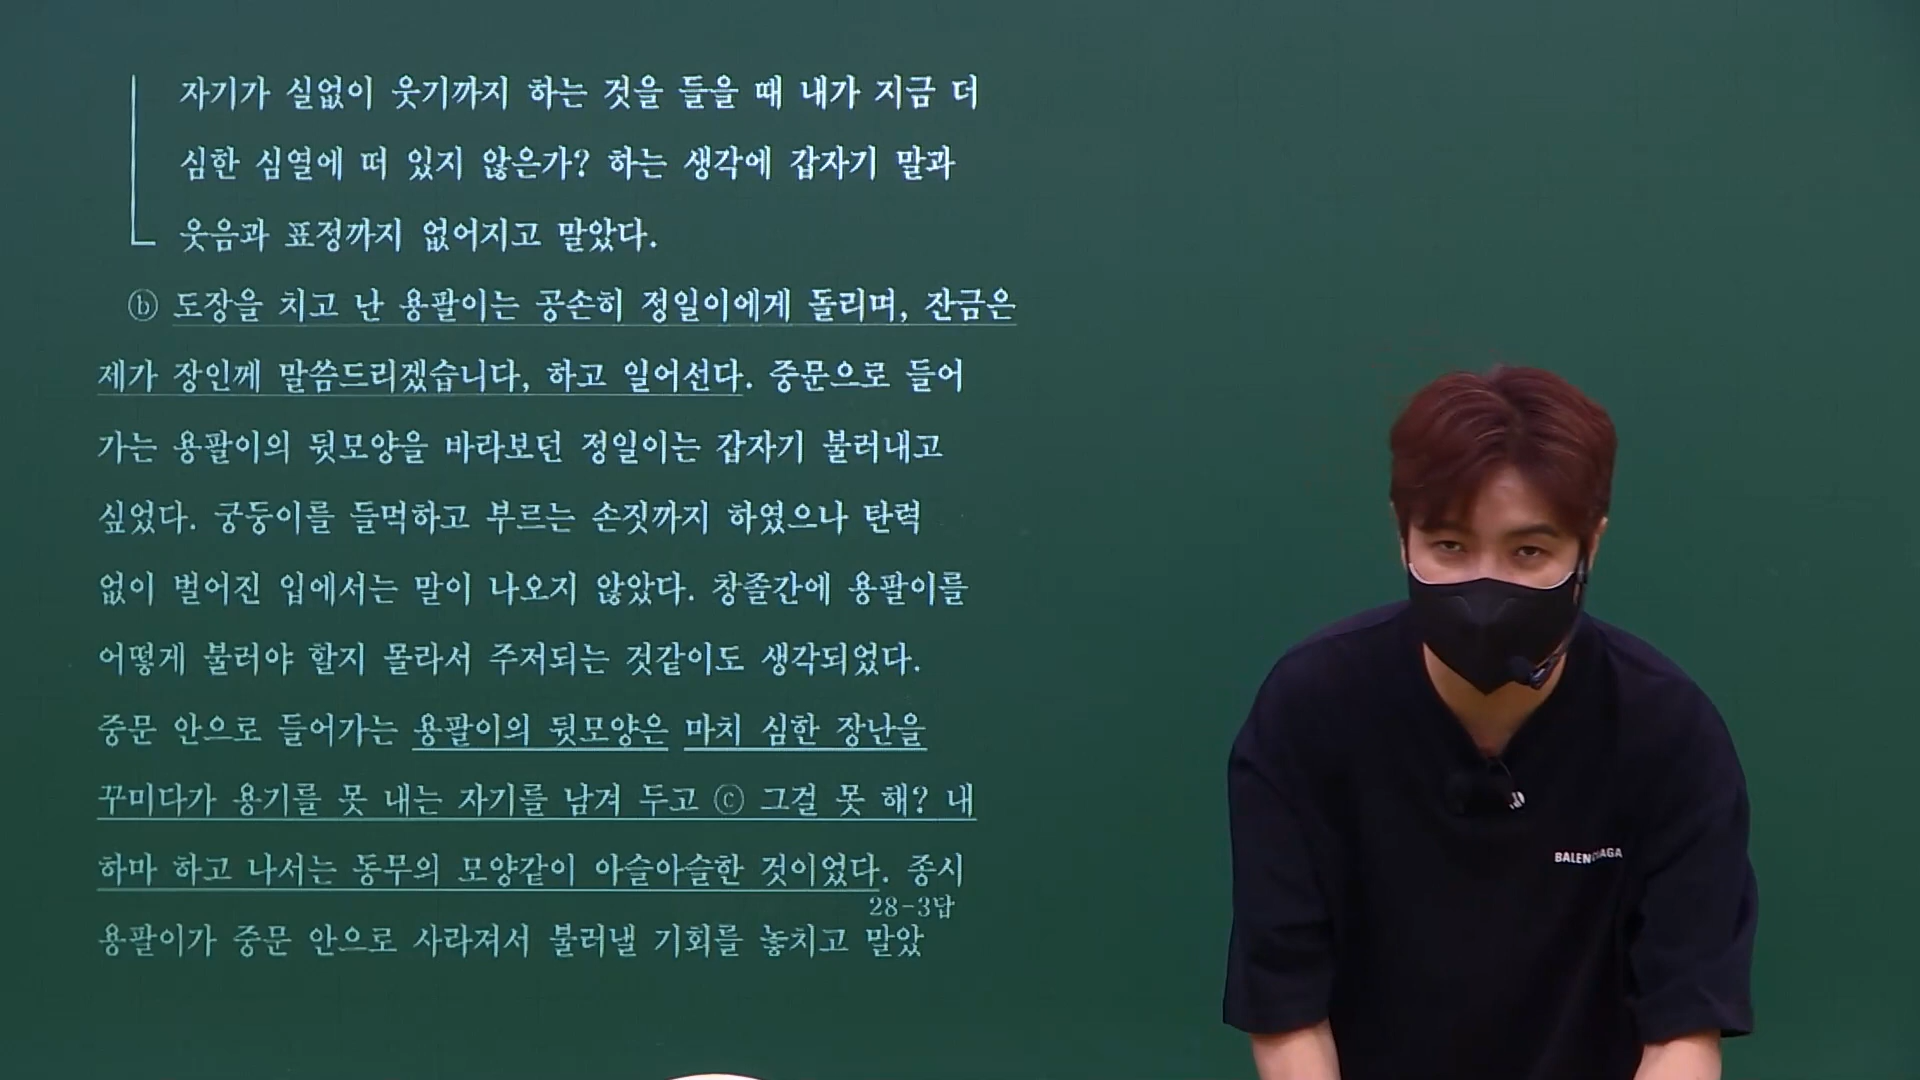 자기가 실없이 웃기까지 하는 것을 들을 때 내가 지금 더
심한 심열에 떠 있지 않은가? 하는 생각에 갑자기 말과
웃음과 표정까지 없어지고 말았다.
ⓑ 도장을 치고 난 용팔이는 공손히 정일이에게 돌리며, 잔금은
제가 장인께 말씀드리겠습니다, 하고 일어선다. 중문으로 들어
가는 용팔이의 뒷모양을 바라보던 정일이는 갑자기 불러내고
싶었다. 궁둥이를 들먹하고 부르는 손짓까지 하였으나 탄력
없이 벌어진 입에서는 말이 나오지 않았다. 창졸간에 용팔이를
어떻게 불러야 할지 몰라서 주저되는 것같이도 생각되었다.
중문 안으로 들어가는 용팔이의 뒷모양은 마치 심한 장난을
꾸미다가 용기를 못 내는 자기를 남겨 두고 ⓒ 그걸 못 해? 내
하마 하고 나서는 동무의 모양같이 아슬아슬한 것이었다. 종시
28-3답
용팔이가 중문 안으로 사라져서 불러낼 기회를 놓치고 말았